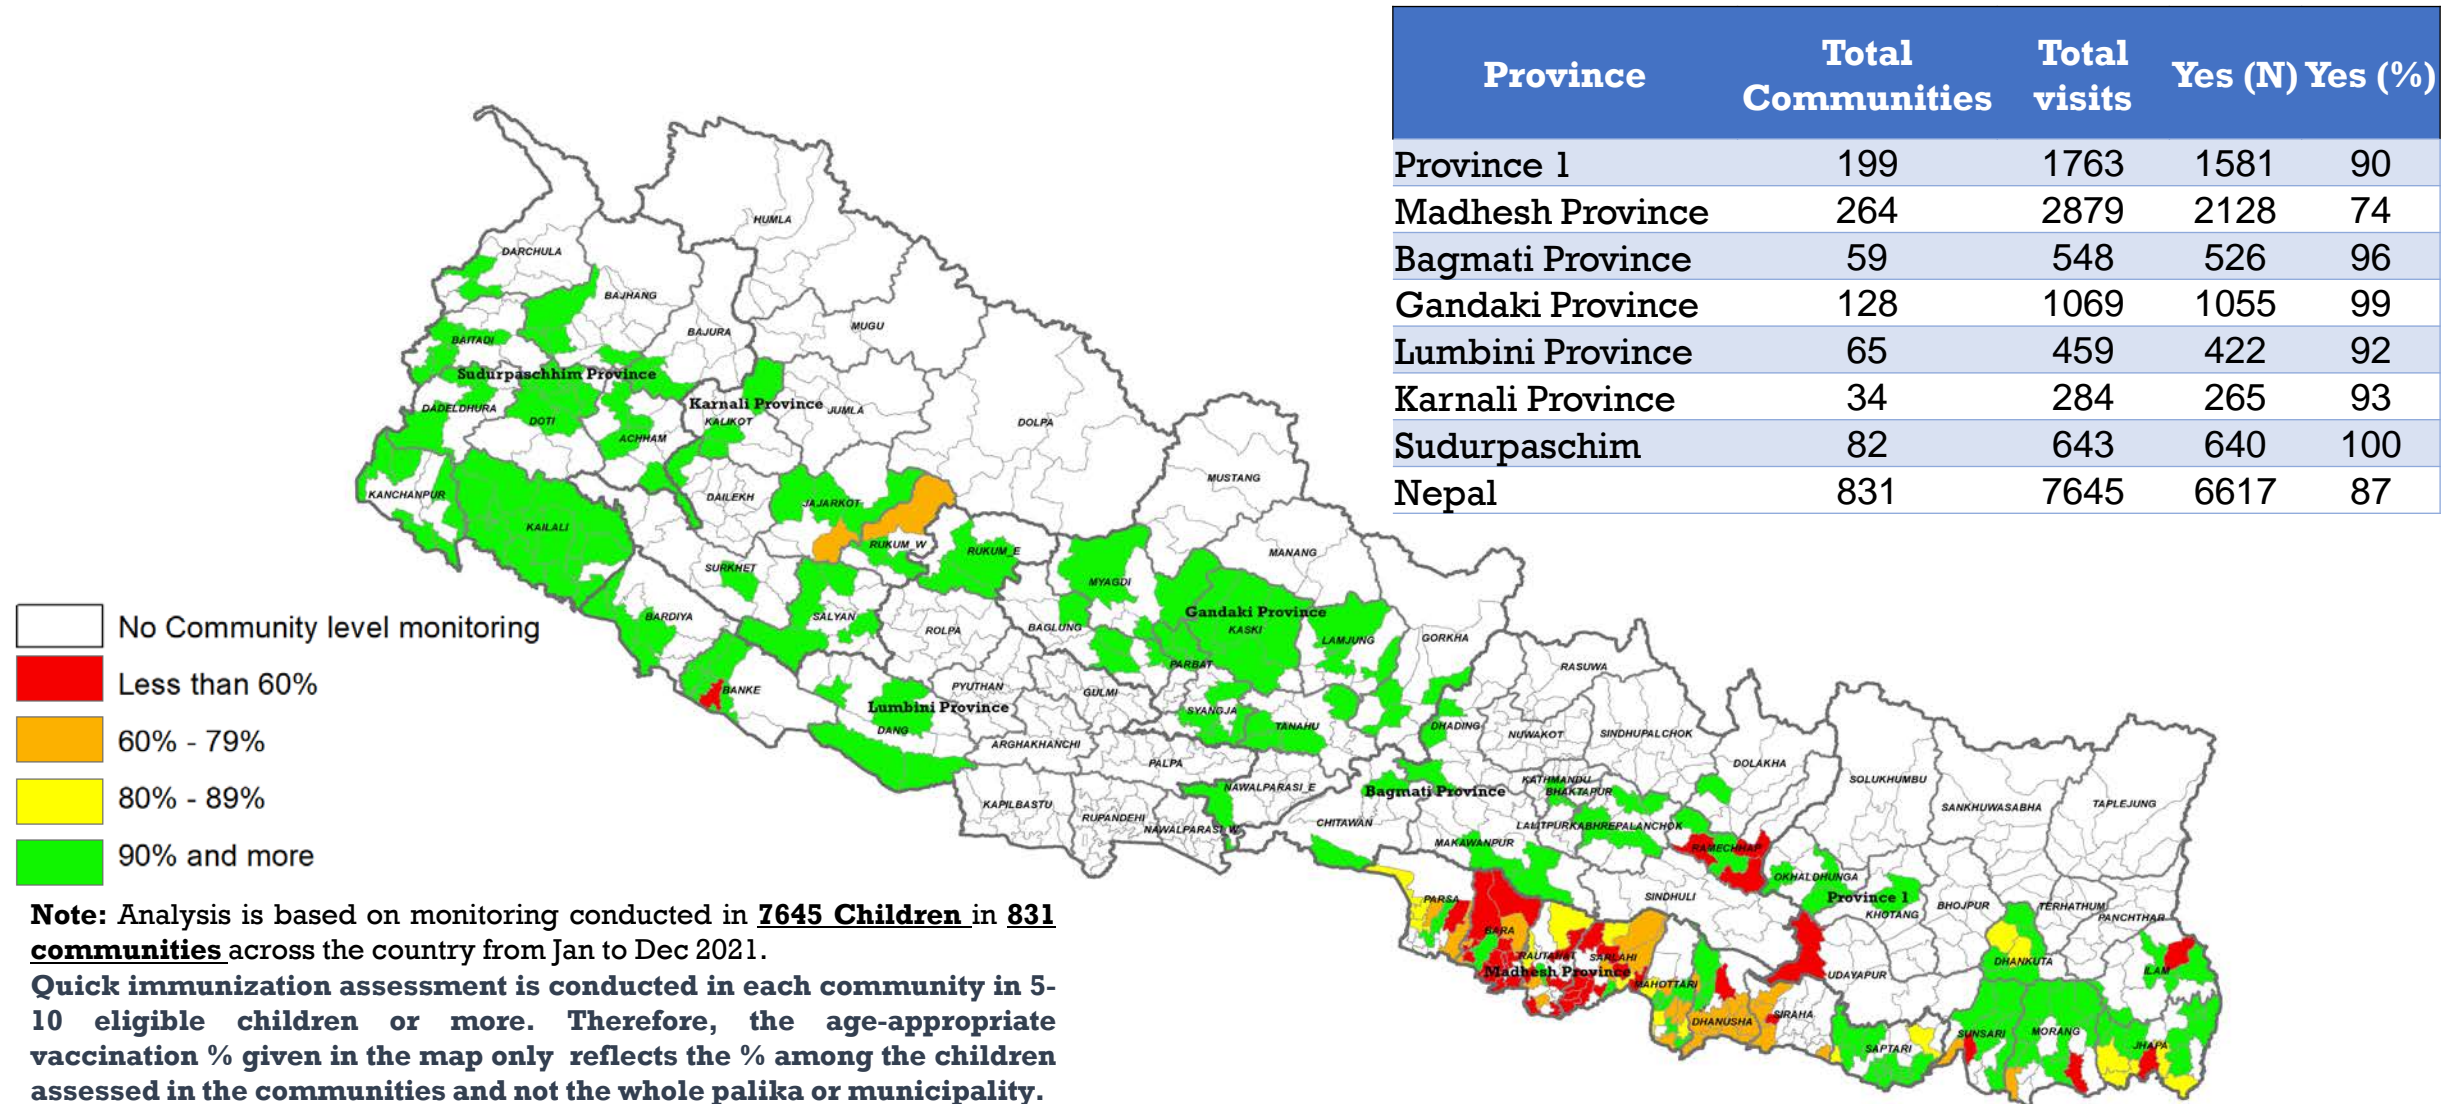 Province Total Communities Total visits Yes (N) Yes (%)
Province 1 199 1763 1581 90
Madhesh Province 264 2879 2128 74
Bagmati Province 59 548 526 96
Gandaki Province 128 1069 1055 99
Lumbini Province 65 459 422 92
Karnali Province 34 284 265 93
Sudurpaschim 82 643 640 100
Nepal 831 7645 6617 87
HUMLA
DARCHULA
BAJHANG
BAJURA
MUGU
BAITADI
Sudurpaschhim Province
DADELDHURA
DOTI
ACHHAM
Karnali Province
JUMLA
KALIKOT
DOLPA
MUSTANG
KANCHANPUR
KAILALI
DAILEKH
JAJARKOT
RUKUM_W
RUKUM_E
MANANG
SURKHET
MYAGDI
BARDIYA
SALYAN
ROLPA
BAGLUNG
Gandaki Province
KASKI
LAMJUNG
GORKHA
PARBAT
RASUWA
BANKE
PYUTHAN
GULMI
Lumbini Province
SYANGJA
TANAHU
DHADING
NUWAKOT
SINDHUPALCHOK
DANG
ARGHAKHANCHI
PALPA
DOLAKHA
SOLUKHUMBU
SANKHUWASABHA
TAPLEJUNG
NAWALPARASI_E
Bagmati Province
KATHMANDU
BHAKTAPUR
KAPILBASTU
RUPANDEHI
NAWALPARASI_W
CHITAWAN
LALITPUR
KABHREPALANCHOK
MAKAWANPUR
RAMECHHAP
OKHALDHUNGA
Province 1
KHOTANG
BHOJPUR
TERHATHUM
PANCHTHAR
SINDHULI
PARSA
BARA
RAUTAHAT
SARLAHI
Madhesh Province
MAHOTTARI
DHANUSHA
SIRAHA
UDAYAPUR
DHANKUTA
ILAM
SAPTARI
SUNSARI
MORANG
JHAPA
No Community level monitoring
Less than 60%
60% - 79%
80% - 89%
90% and more
Note: Analysis is based on monitoring conducted in 7645 Children in 831
communities across the country from Jan to Dec 2021.
Quick immunization assessment is conducted in each community in 5-
10 eligible children or more. Therefore, the age-appropriate
vaccination % given in the map only reflects the % among the children
assessed in the communities and not the whole palika or municipality.